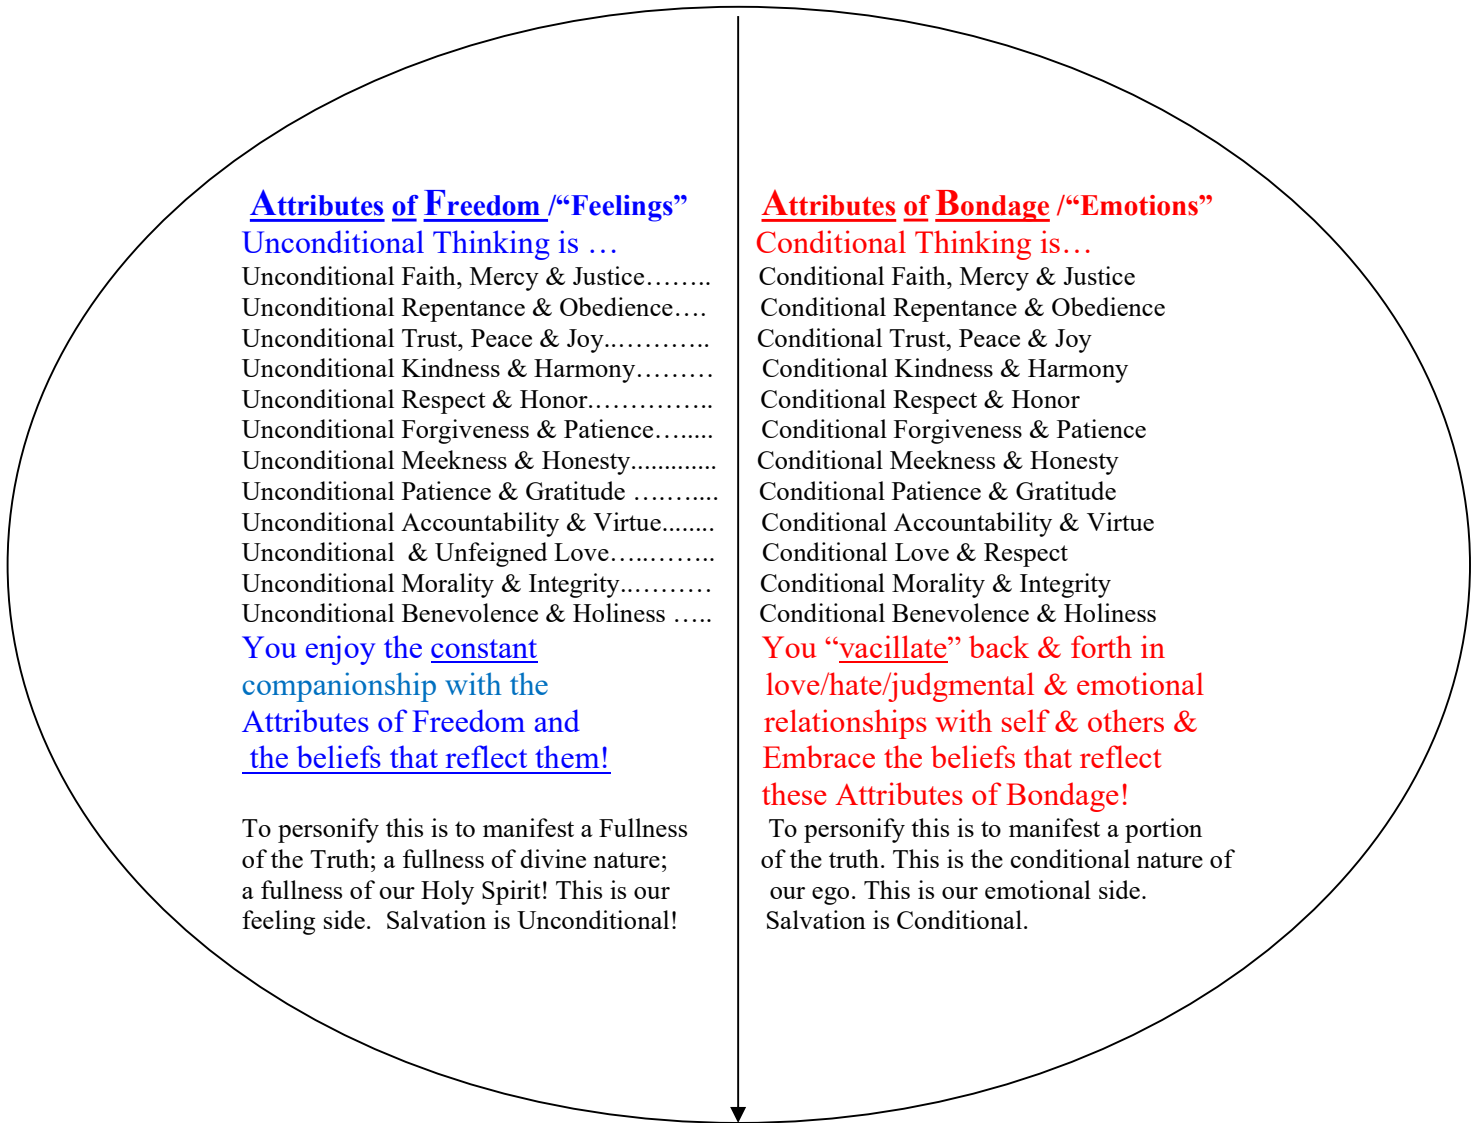 Attributes of Freedom /“Feelings”
Unconditional Thinking is …
Unconditional Faith, Mercy & Justice……..
Unconditional Repentance & Obedience….
Unconditional Trust, Peace & Joy..………..
Unconditional Kindness & Harmony………
Unconditional Respect & Honor.…………..
Unconditional Forgiveness & Patience….....
Unconditional Meekness & Honesty.............
Unconditional Patience & Gratitude ….…....
Unconditional Accountability & Virtue........
Unconditional  & Unfeigned Love…..……..
Unconditional Morality & Integrity..………
Unconditional Benevolence & Holiness …..
You enjoy the constant
companionship with the
Attributes of Freedom and
the beliefs that reflect them!
To personify this is to manifest a Fullness
of the Truth; a fullness of divine nature;
a fullness of our Holy Spirit! This is our
feeling side.  Salvation is Unconditional!
Attributes of Bondage /“Emotions”
Conditional Thinking is…
Conditional Faith, Mercy & Justice
Conditional Repentance & Obedience
Conditional Trust, Peace & Joy
Conditional Kindness & Harmony
Conditional Respect & Honor
Conditional Forgiveness & Patience
Conditional Meekness & Honesty
Conditional Patience & Gratitude
Conditional Accountability & Virtue
Conditional Love & Respect
Conditional Morality & Integrity
Conditional Benevolence & Holiness
You “vacillate” back & forth in
love/hate/judgmental & emotional
relationships with self & others &
Embrace the beliefs that reflect
these Attributes of Bondage!
To personify this is to manifest a portion
of the truth. This is the conditional nature of
our ego. This is our emotional side.
Salvation is Conditional.